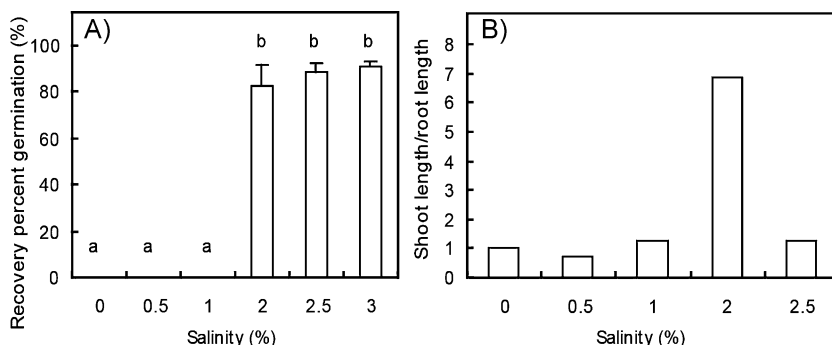 A)
Recovery percent germination (%)
100
80
60
40
20
0
a a a b b b
0 0.5 1 2 2.5 3
Salinity (%)
B)
Shoot length/root length
8
7
6
5
4
3
2
1
0
0 0.5 1 2 2.5
Salinity (%)